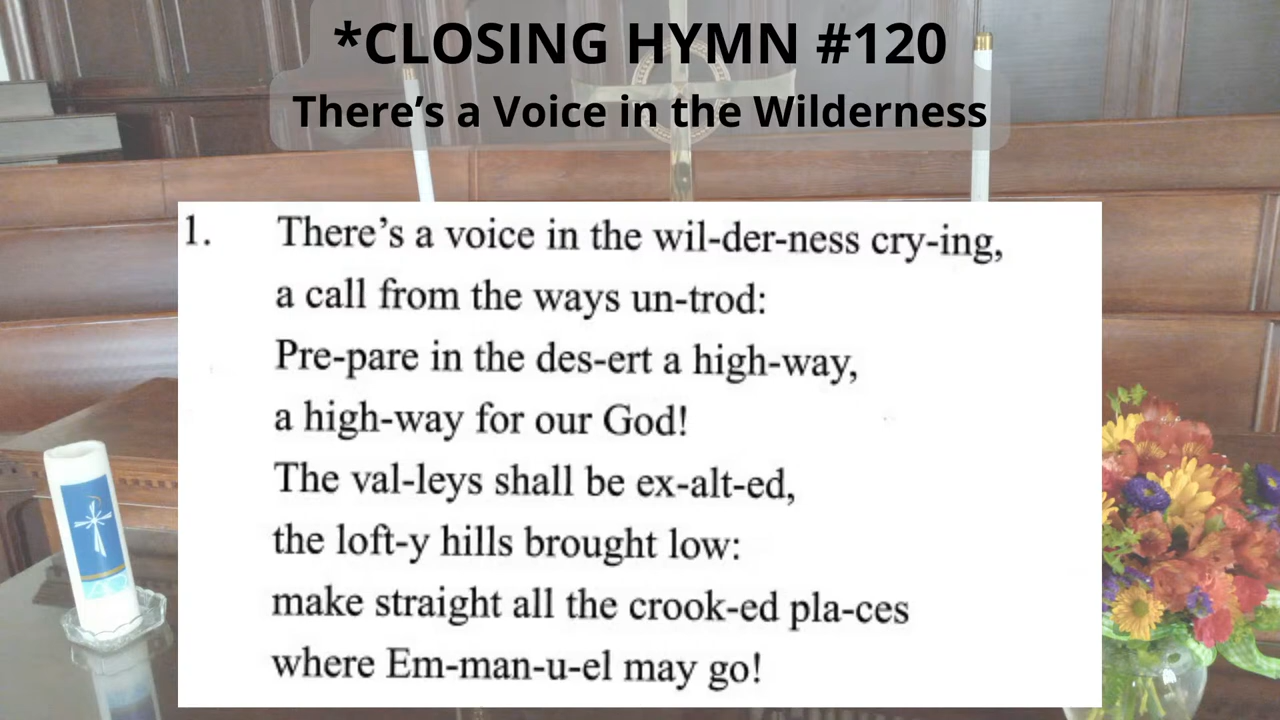 *CLOSING HYMN #120
There’s a Voice in the Wilderness
1. There’s a voice in the wil-der-ness cry-ing,
a call from the ways un-trod:
Pre-pare in the des-ert a high-way,
a high-way for our God!
The val-leys shall be ex-alt-ed,
the loft-y hills brought low:
make straight all the crook-ed pla-ces
where Em-man-u-el may go!